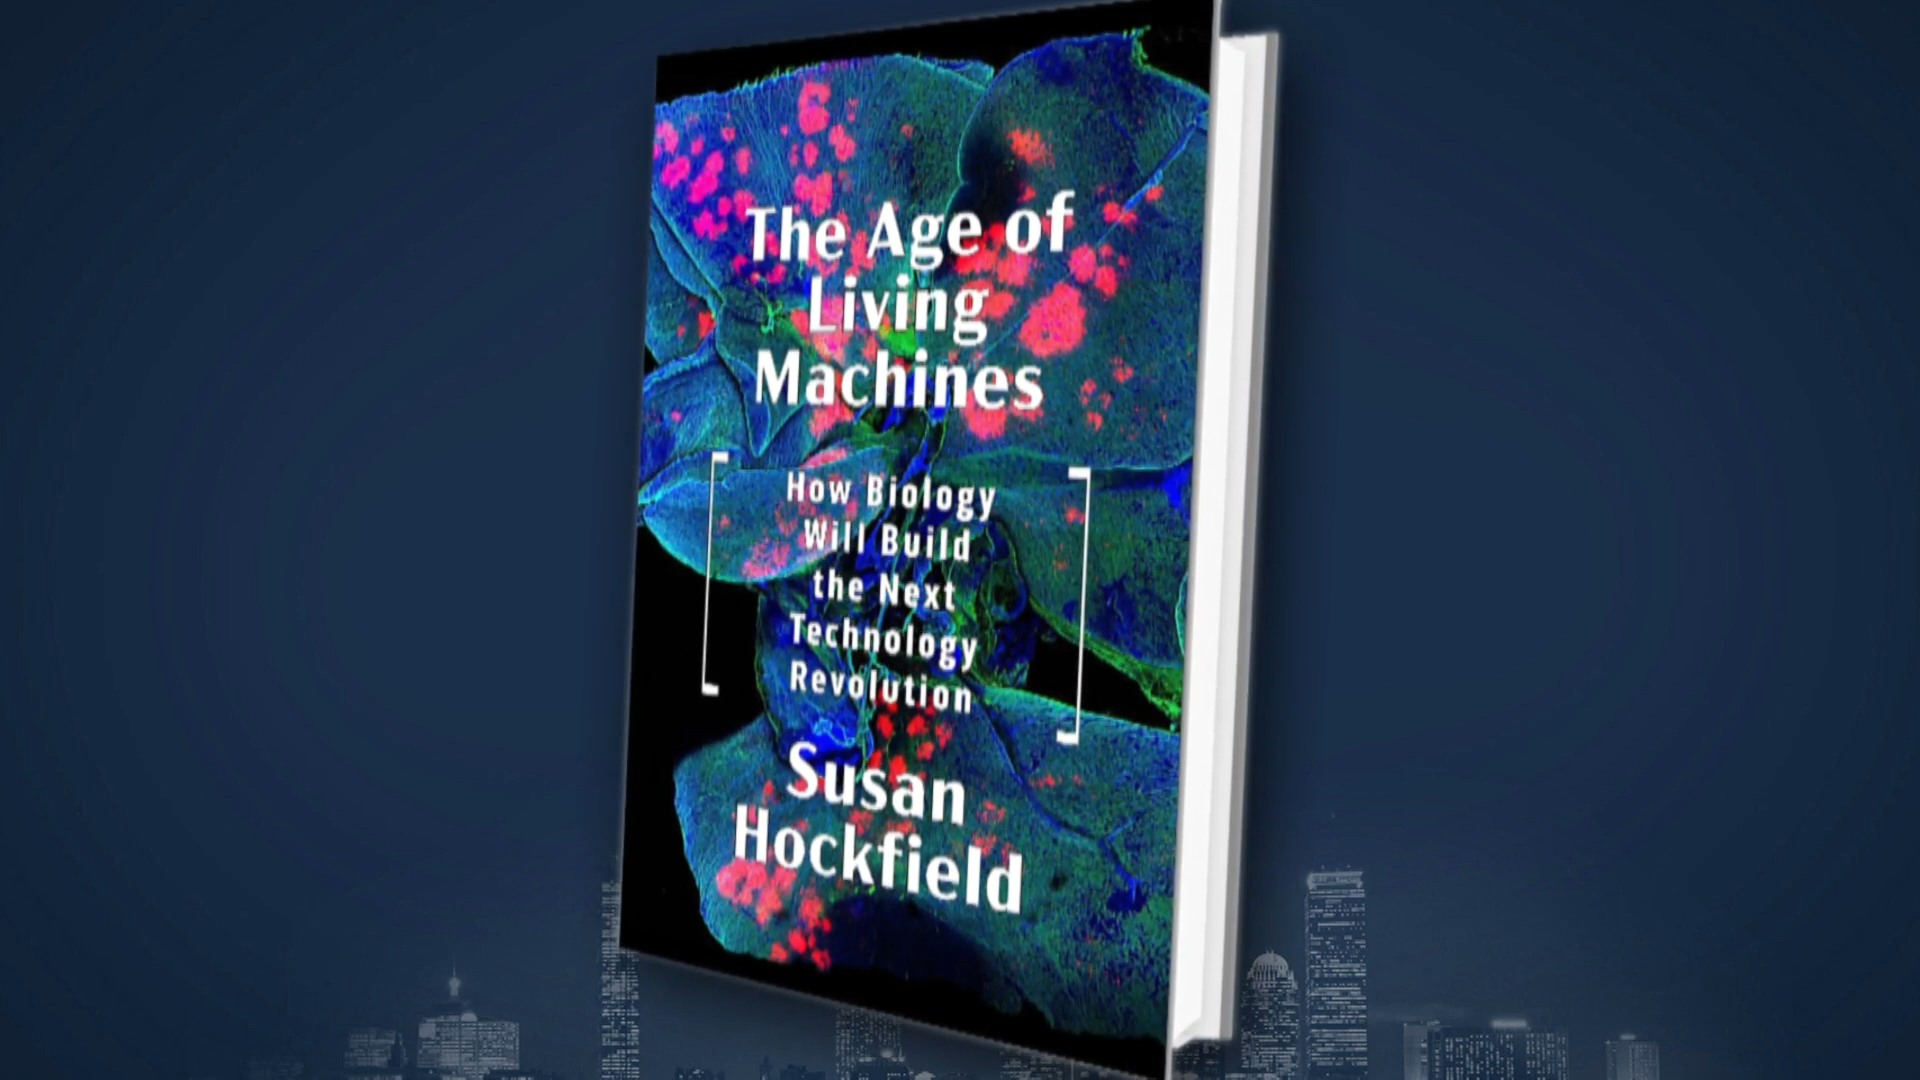 The Age of
Living
Machines
How Biology
Will Build
the Next
Technology
Revolution
Susan
Hockfield